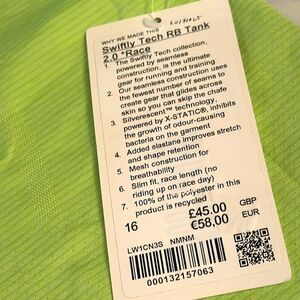 WHY WE MADE THIS
Swiftly Tech RB Tank
2.0 *Race
1. The Swiftly Tech collection,
powered by seamless
construction, is the ultimate
gear for running and training
2. Our seamless construction uses
the fewest number of seams to
create gear that glides across
skin so you can skip the chafe
3. Silverescent™ technology,
powered by X-STATIC®, inhibits
the growth of odour-causing
bacteria on the garment
4. Added elastane improves stretch
and shape retention
5. Mesh construction for
breathability
6. Slim fit, race length (no
riding up on race day)
7. 100% of the polyester in this
product is recycled
16 £45.00 GBP
€58,00 EUR
LW1CN3S NMNM
000132157063